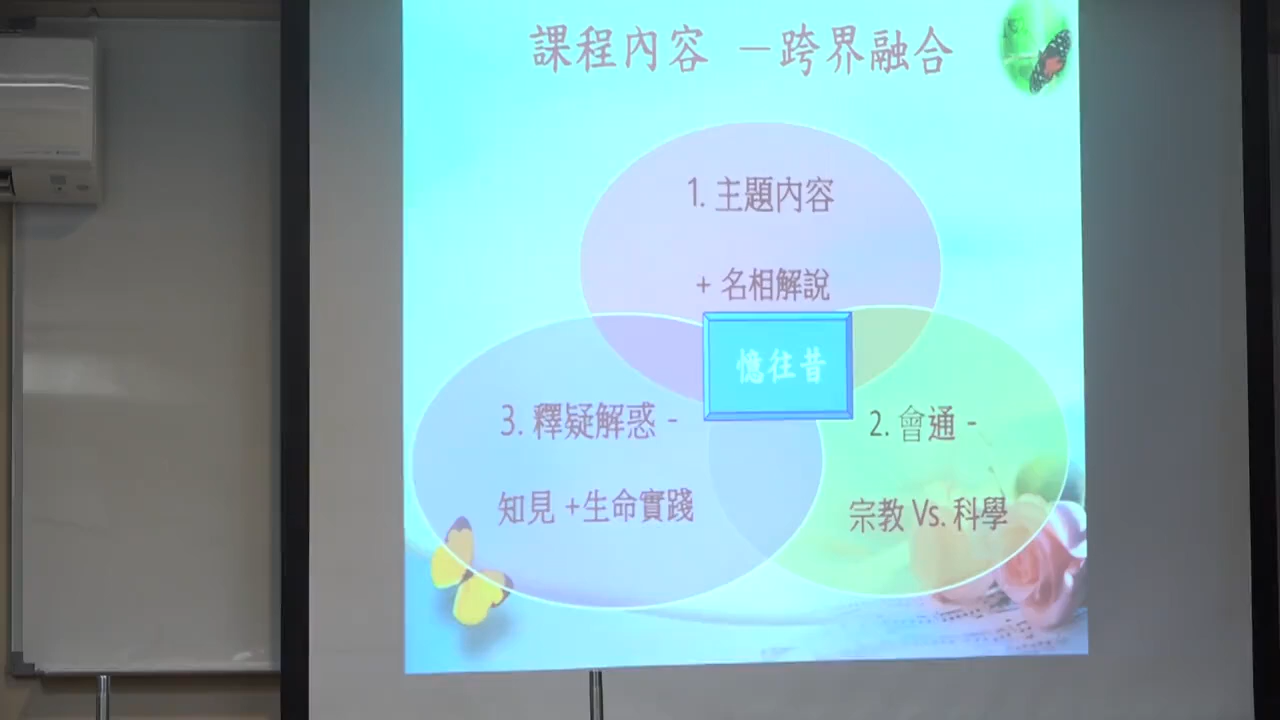 課程內容 －跨界融合
1. 主題內容
+ 名相解說
憶往昔
3. 釋疑解惑 -
知見 +生命實踐
2. 會通 -
宗教 Vs. 科學